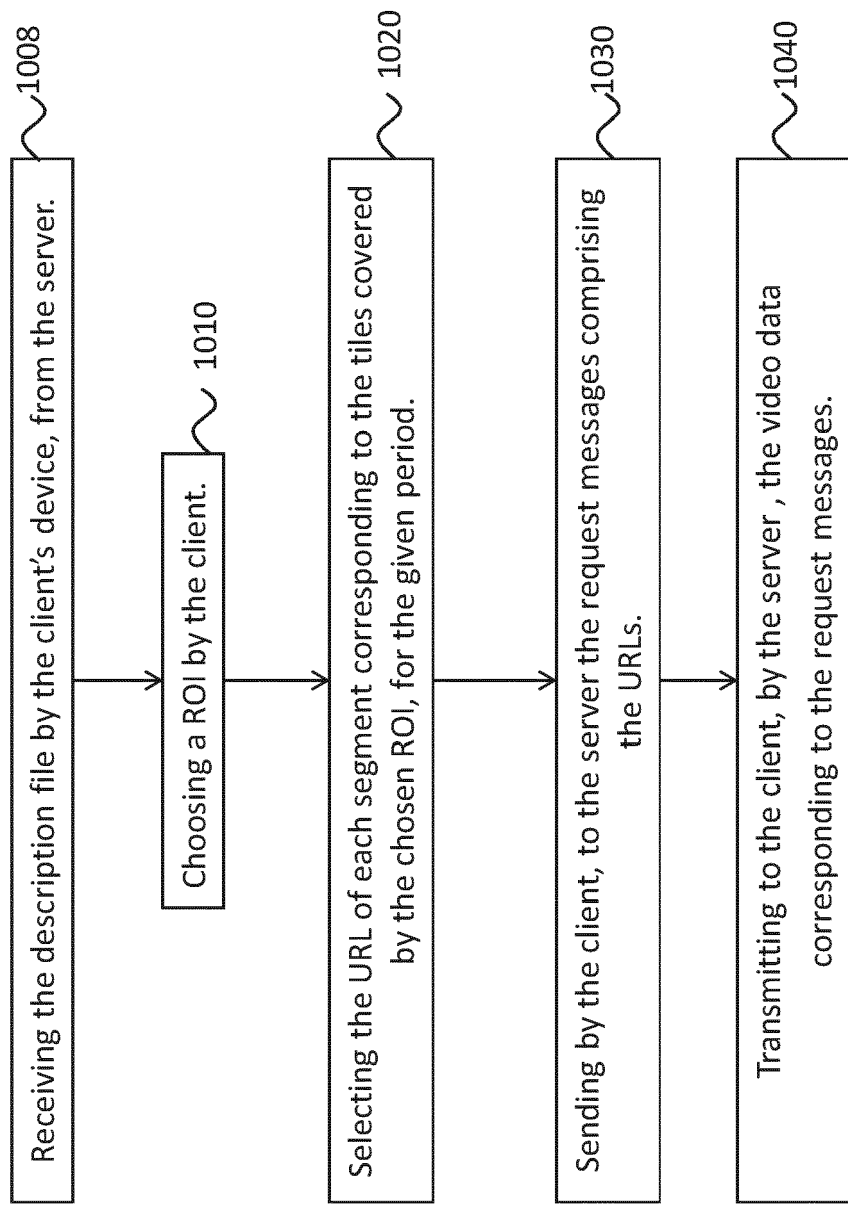 Receiving the description file by the client's device, from the server.
1008
Choosing a ROI by the client.
1010
Selecting the URL of each segment corresponding to the tiles covered
by the chosen ROI, for the given period.
1020
Sending by the client, to the server the request messages comprising
the URLs.
1030
Transmitting to the client, by the server , the video data
corresponding to the request messages.
1040